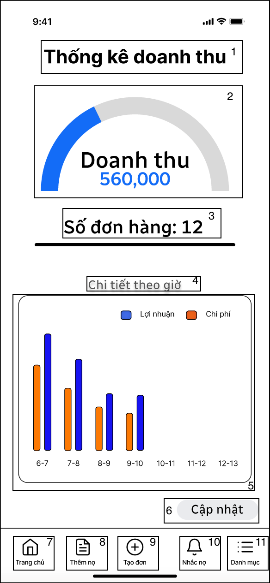 9:41
Thống kê doanh thu 1
2
Doanh thu
560,000
Số đơn hàng: 12 3
Chi tiết theo giờ 4
Lợi nhuận Chi phí
6-7 7-8 8-9 9-10 10-11 11-12 12-13
5
6 Cập nhật
7 8 9 10 11
Trang chủ Thêm nợ Tạo đơn Nhắc nợ Danh mục